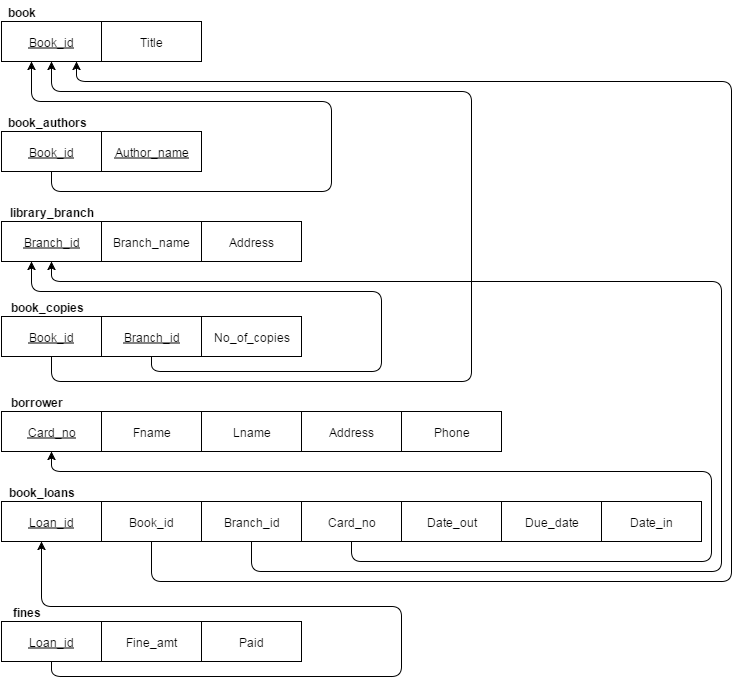 book
Book_id Title
book_authors
Book_id Author_name
library_branch
Branch_id Branch_name Address
book_copies
Book_id Branch_id No_of_copies
borrower
Card_no Fname Lname Address Phone
book_loans
Loan_id Book_id Branch_id Card_no Date_out Due_date Date_in
fines
Loan_id Fine_amt Paid